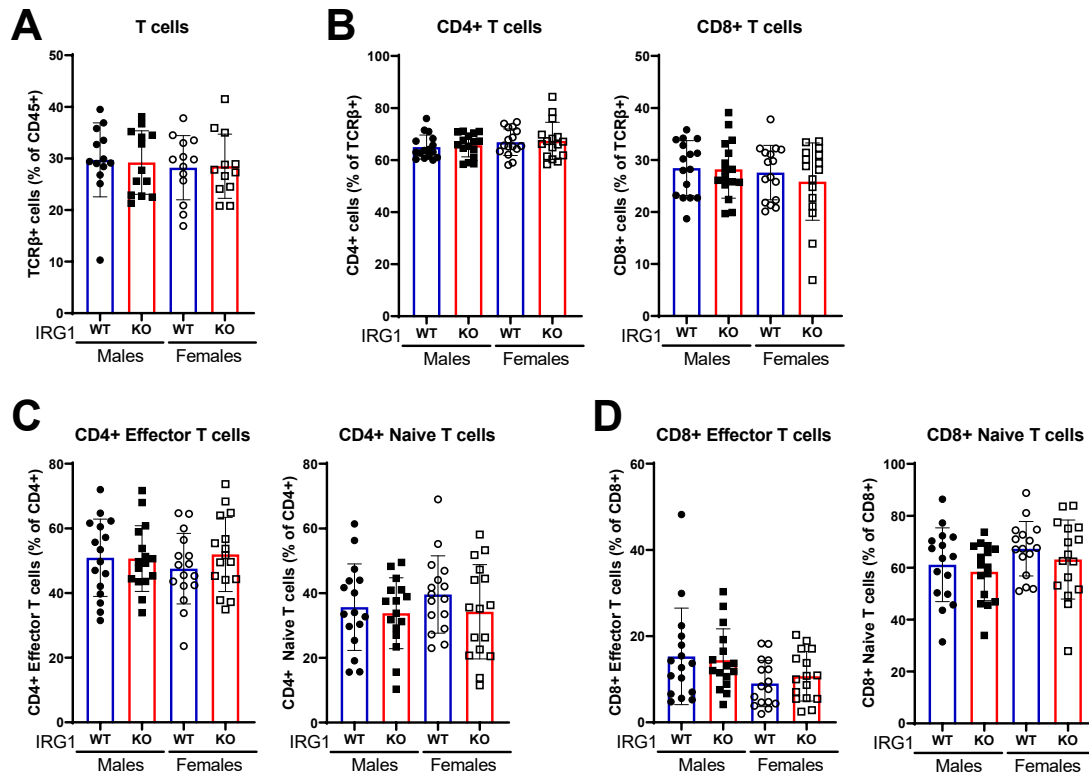 A
T cells
TCRβ+ cells (% of CD45+)
50
40
30
20
10
0
IRG1 WT KO WT KO
Males Females
B
CD4+ T cells
CD4+ cells (% of TCRβ+)
100
80
60
40
20
0
IRG1 WT KO WT KO
Males Females
CD8+ T cells
CD8+ cells (% of TCRβ+)
50
40
30
20
10
0
WT KO WT KO
Males Females
C
CD4+ Effector T cells
CD4+ Effector T cells (% of CD4+)
80
60
40
20
0
IRG1 WT KO WT KO
Males Females
CD4+ Naive T cells
CD4+ Naive T cells (% of CD4+)
80
60
40
20
0
WT KO WT KO
Males Females
D
CD8+ Effector T cells
CD8+ Effector T cells (% of CD8+)
60
40
20
0
IRG1 WT KO WT KO
Males Females
CD8+ Naive T cells
CD8+ Naive T cells (% of CD8+)
100
80
60
40
20
0
IRG1 WT KO WT KO
Males Females